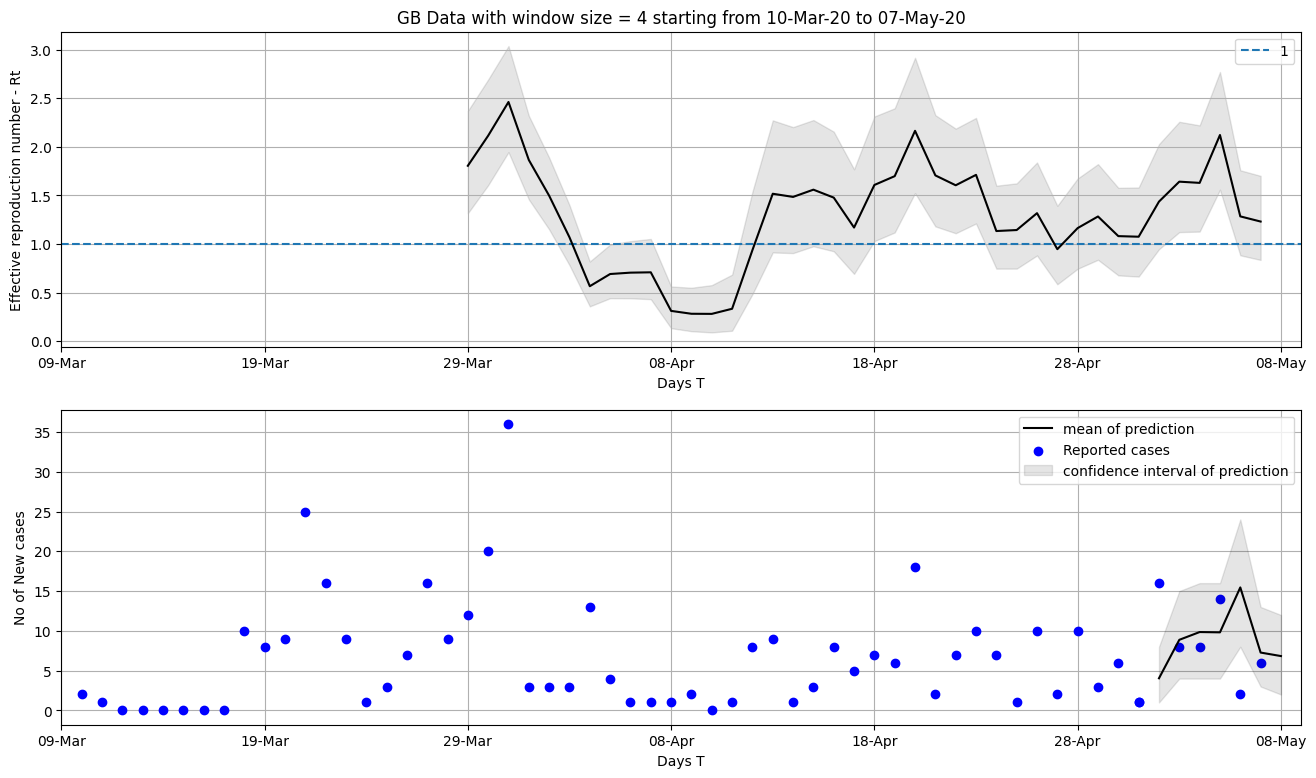 GB Data with window size = 4 starting from 10-Mar-20 to 07-May-20
Effective reproduction number - Rt
3.0
2.5
2.0
1.5
1.0
0.5
0.0
1
09-Mar 19-Mar 29-Mar 08-Apr 18-Apr 28-Apr 08-May
Days T
No of New cases
35
30
25
20
15
10
5
0
mean of prediction
Reported cases
confidence interval of prediction
09-Mar 19-Mar 29-Mar 08-Apr 18-Apr 28-Apr 08-May
Days T